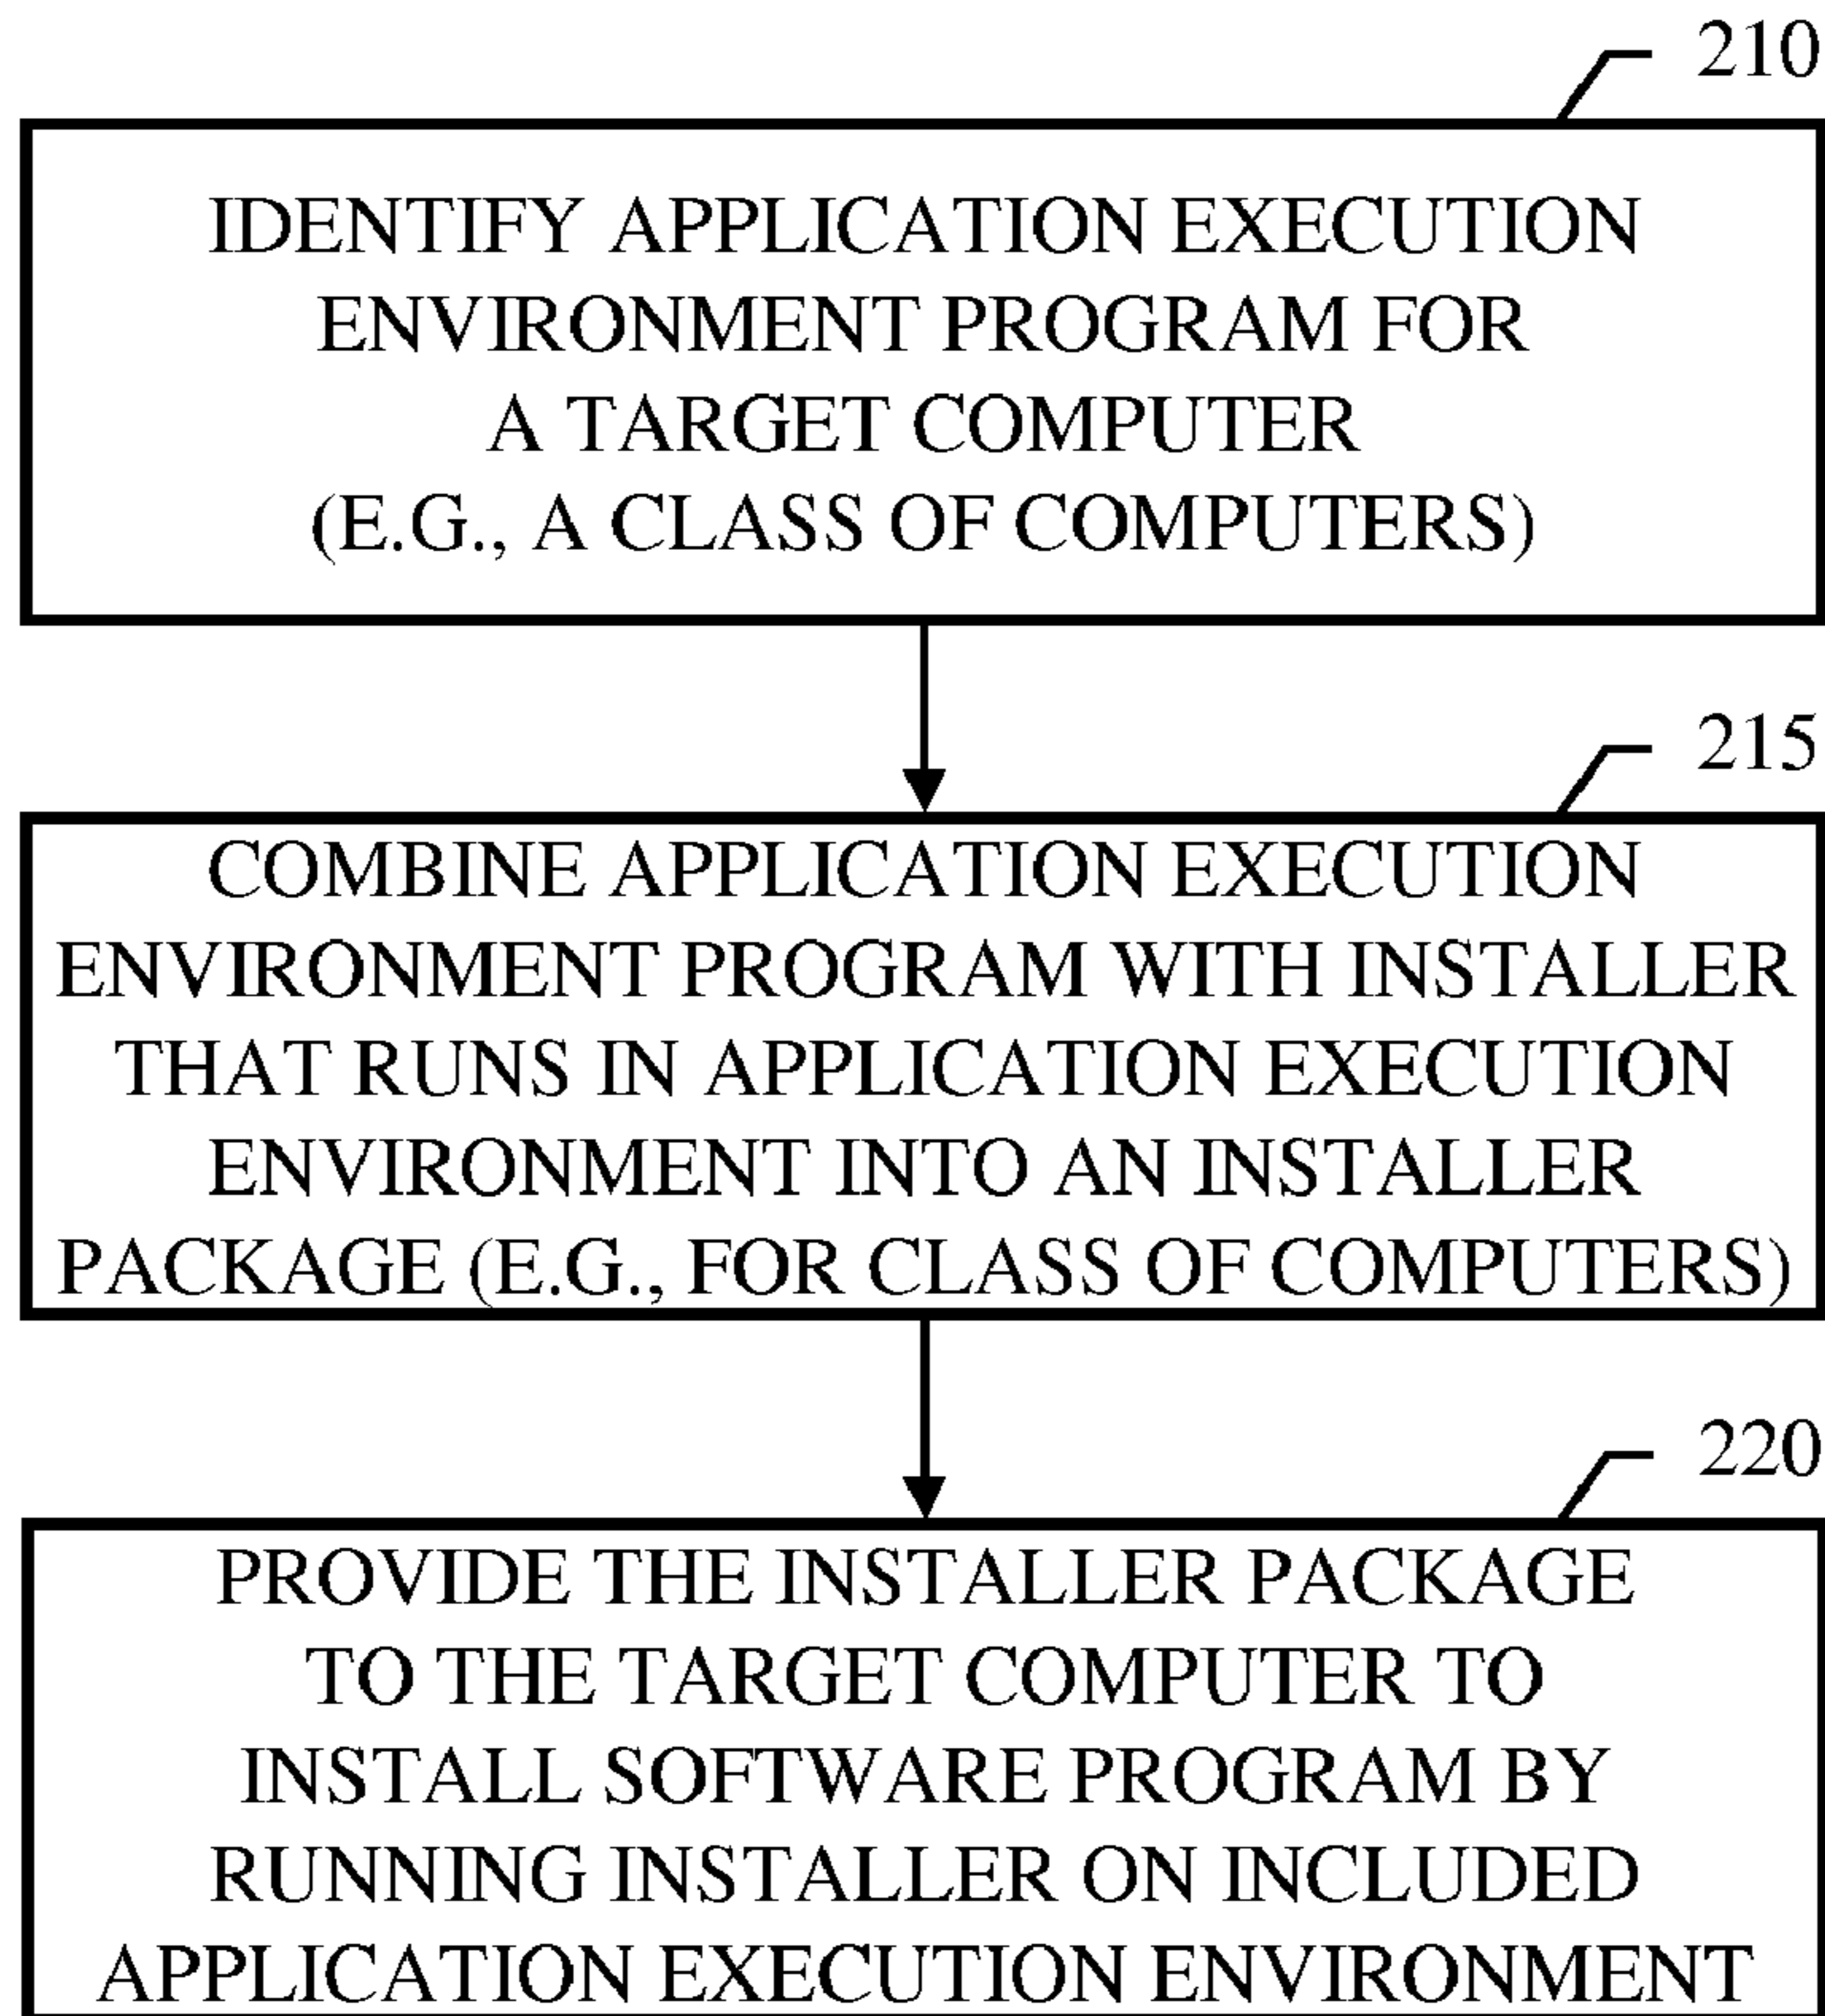 210
IDENTIFY APPLICATION EXECUTION
ENVIRONMENT PROGRAM FOR
A TARGET COMPUTER
(E.G., A CLASS OF COMPUTERS)
215
COMBINE APPLICATION EXECUTION
ENVIRONMENT PROGRAM WITH INSTALLER
THAT RUNS IN APPLICATION EXECUTION
ENVIRONMENT INTO AN INSTALLER
PACKAGE (E.G., FOR CLASS OF COMPUTERS)
220
PROVIDE THE INSTALLER PACKAGE
TO THE TARGET COMPUTER TO
INSTALL SOFTWARE PROGRAM BY
RUNNING INSTALLER ON INCLUDED
APPLICATION EXECUTION ENVIRONMENT